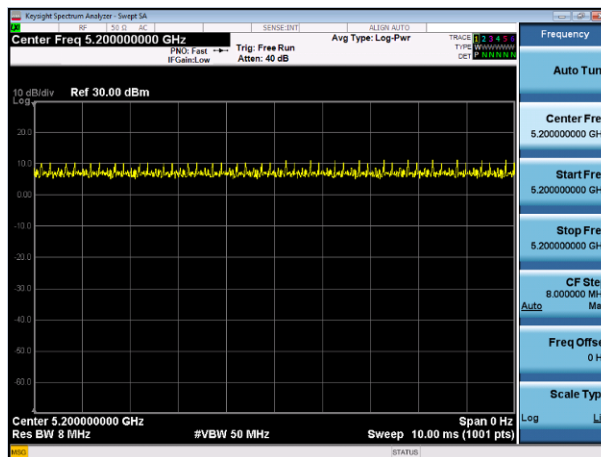 Keysight Spectrum Analyzer - Swept SA
RF 50 Ω AC SENSE:INT ALIGN AUTO
Center Freq 5.200000000 GHz
PNO: Fast
IFGain:Low
Trig: Free Run
Atten: 40 dB
Avg Type: Log-Pwr
TRACE 1 2 3 4 5 6
TYPE WWWWWW
DET P NNNNN
10 dB/div Ref 30.00 dBm
Log
20.0
10.0
0.00
-10.0
-20.0
-30.0
-40.0
-50.0
-60.0
Center 5.200000000 GHz Span 0 Hz
Res BW 8 MHz #VBW 50 MHz Sweep 10.00 ms (1001 pts)
MSG STATUS
Frequency
Auto Tun
Center Fre
5.200000000 GH
Start Fre
5.200000000 GH
Stop Fre
5.200000000 GH
CF Ste
8.000000 MH
Auto Ma
Freq Offse
0 H
Scale Typ
Log Li